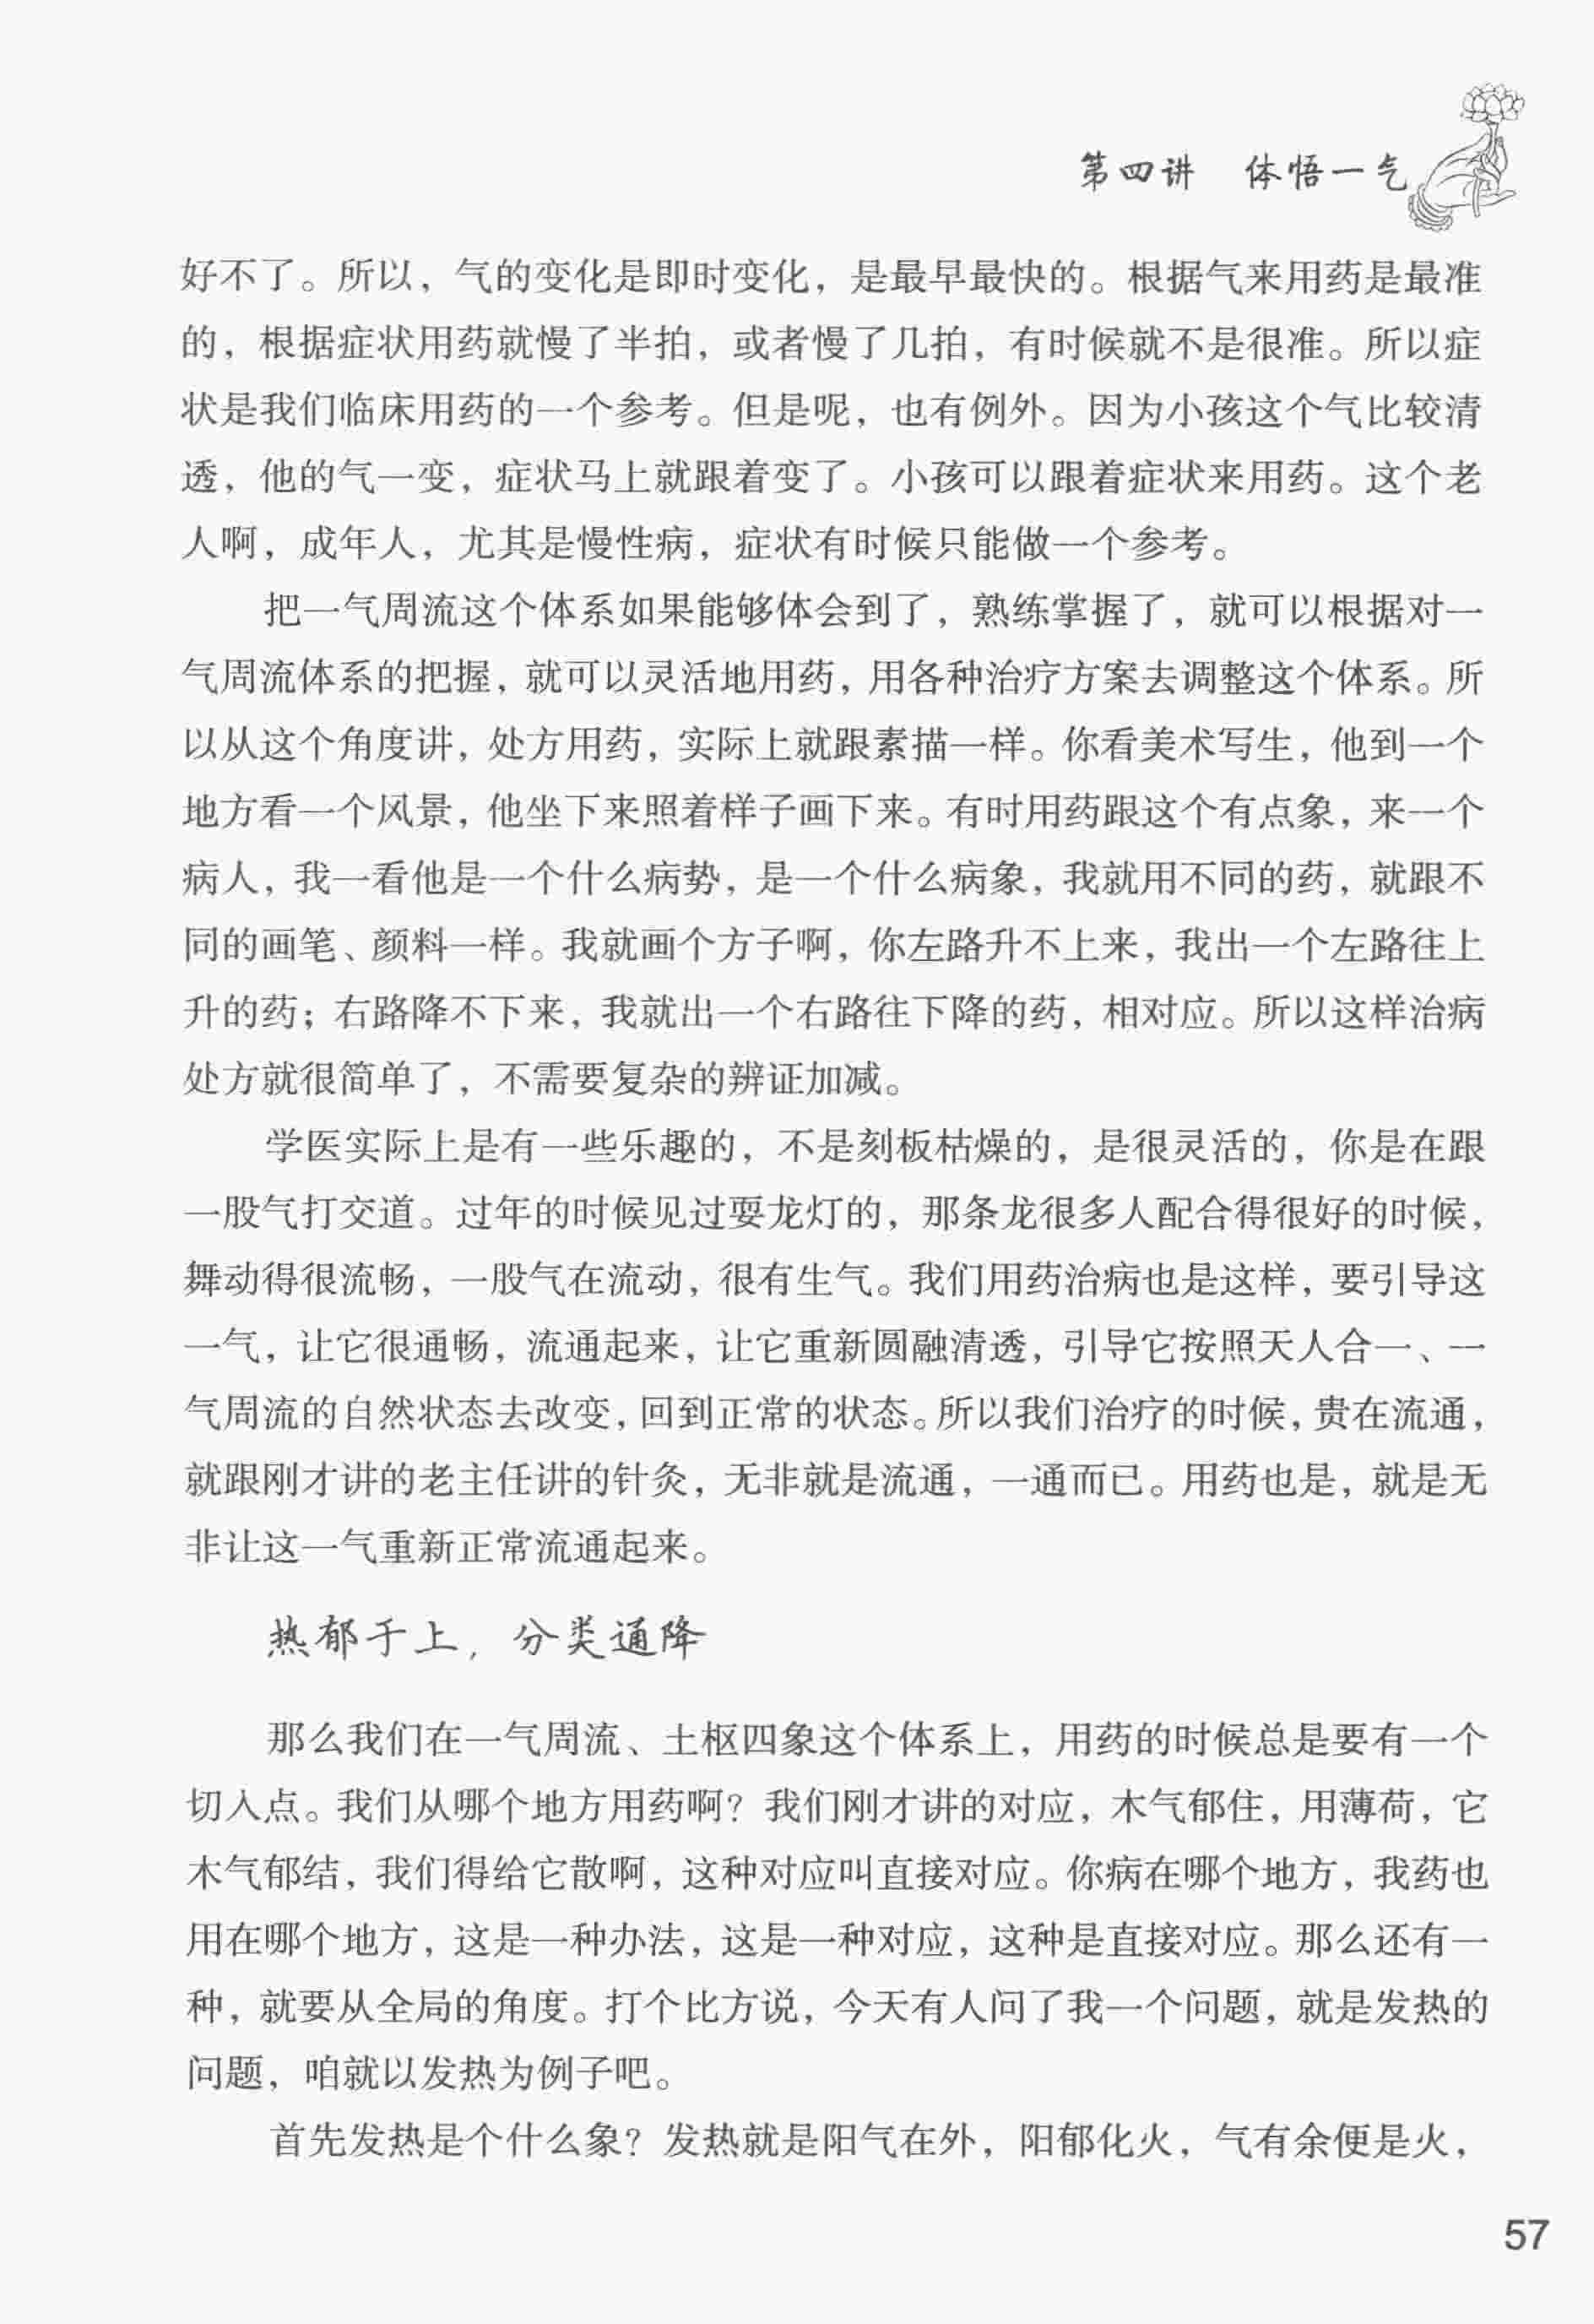 第四讲 体悟一气
好不了。所以，气的变化是即时变化，是最早最快的。根据气来用药是最准
的，根据症状用药就慢了半拍，或者慢了几拍，有时候就不是很准。所以症
状是我们临床用药的一个参考。但是呢，也有例外。因为小孩这个气比较清
透，他的气一变，症状马上就跟着变了。小孩可以跟着症状来用药。这个老
人啊，成年人，尤其是慢性病，症状有时候只能做一个参考。
把一气周流这个体系如果能够体会到了，熟练掌握了，就可以根据对一
气周流体系的把握，就可以灵活地用药，用各种治疗方案去调整这个体系。所
以从这个角度讲，处方用药，实际上就跟素描一样。你看美术写生，他到一个
地方看一个风景，他坐下来照着样子画下来。有时用药跟这个有点象，来一个
病人，我一看他是一个什么病势，是一个什么病象，我就用不同的药，就跟不
同的画笔、颜料一样。我就画个方子啊，你左路升不上来，我出一个左路往上
升的药；右路降不下来，我就出一个右路往下降的药，相对应。所以这样治病
处方就很简单了，不需要复杂的辨证加减。
学医实际上是有一些乐趣的，不是刻板枯燥的，是很灵活的，你是在跟
一股气打交道。过年的时候见过耍龙灯的，那条龙很多人配合得很好的时候，
舞动得很流畅，一股气在流动，很有生气。我们用药治病也是这样，要引导这
一气，让它很通畅，流通起来，让它重新圆融清透，引导它按照天人合一、一
气周流的自然状态去改变，回到正常的状态。所以我们治疗的时候，贵在流通，
就跟刚才讲的老主任讲的针灸，无非就是流通，一通而已。用药也是，就是无
非让这一气重新正常流通起来。
热郁于上，分类通降
那么我们在一气周流、土枢四象这个体系上，用药的时候总是要有一个
切入点。我们从哪个地方用药啊？我们刚才讲的对应，木气郁住，用薄荷，它
木气郁结，我们得给它散啊，这种对应叫直接对应。你病在哪个地方，我药也
用在哪个地方，这是一种办法，这是一种对应，这种是直接对应。那么还有一
种，就要从全局的角度。打个比方说，今天有人问了我一个问题，就是发热的
问题，咱就以发热为例子吧。
首先发热是个什么象？发热就是阳气在外，阳郁化火，气有余便是火，
57